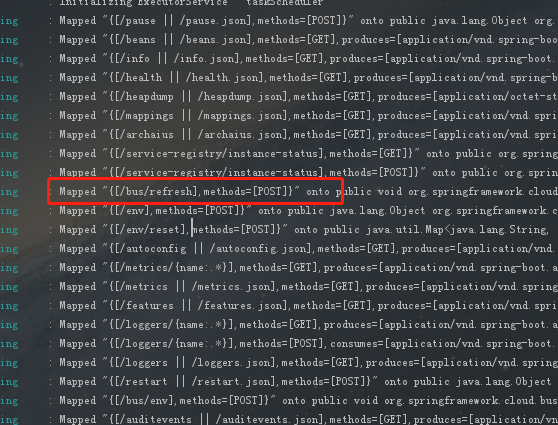 : Initializing ExecutorService 'taskScheduler'
ing : Mapped "{[/pause || /pause.json],methods=[POST]}" onto public java.lang.Object org.
ing : Mapped "{[/beans || /beans.json],methods=[GET],produces=[application/vnd.spring-boo
ing : Mapped "{[/info || /info.json],methods=[GET],produces=[application/vnd.spring-boot.
ing : Mapped "{[/health || /health.json],methods=[GET],produces=[application/vnd.spring-b
ing : Mapped "{[/heapdump || /heapdump.json],methods=[GET],produces=[application/octet-st
ing : Mapped "{[/mappings || /mappings.json],methods=[GET],produces=[application/vnd.spri
ing : Mapped "{[/archaius || /archaius.json],methods=[GET],produces=[application/vnd.spri
ing : Mapped "{[/service-registry/instance-status],methods=[GET]}" onto public org.spring
ing : Mapped "{[/service-registry/instance-status],methods=[POST]}" onto public org.sprin
ing : Mapped "{[/bus/refresh],methods=[POST]}" onto public void org.springframework.cloud
ing : Mapped "{[/env],methods=[POST]}" onto public java.lang.Object org.springframework.c
ing : Mapped "{[/env/reset],methods=[POST]}" onto public java.util.Map<java.lang.String,
ing : Mapped "{[/autoconfig || /autoconfig.json],methods=[GET],produces=[application/vnd.
ing : Mapped "{[/metrics/{name:.*}],methods=[GET],produces=[application/vnd.spring-boot.a
ing : Mapped "{[/metrics || /metrics.json],methods=[GET],produces=[application/vnd.spring
ing : Mapped "{[/features || /features.json],methods=[GET],produces=[application/vnd.spri
ing : Mapped "{[/loggers/{name:.*}],methods=[GET],produces=[application/vnd.spring-boot.a
ing : Mapped "{[/loggers/{name:.*}],methods=[POST],consumes=[application/vnd.spring-boot.
ing : Mapped "{[/loggers || /loggers.json],methods=[GET],produces=[application/vnd.spring
ing : Mapped "{[/restart || /restart.json],methods=[POST]}" onto public java.lang.Object
ing : Mapped "{[/bus/env],methods=[POST]}" onto public void org.springframework.cloud.bus
ing : Mapped "{[/auditevents || /auditevents.json],methods=[GET],produces=[application/vn